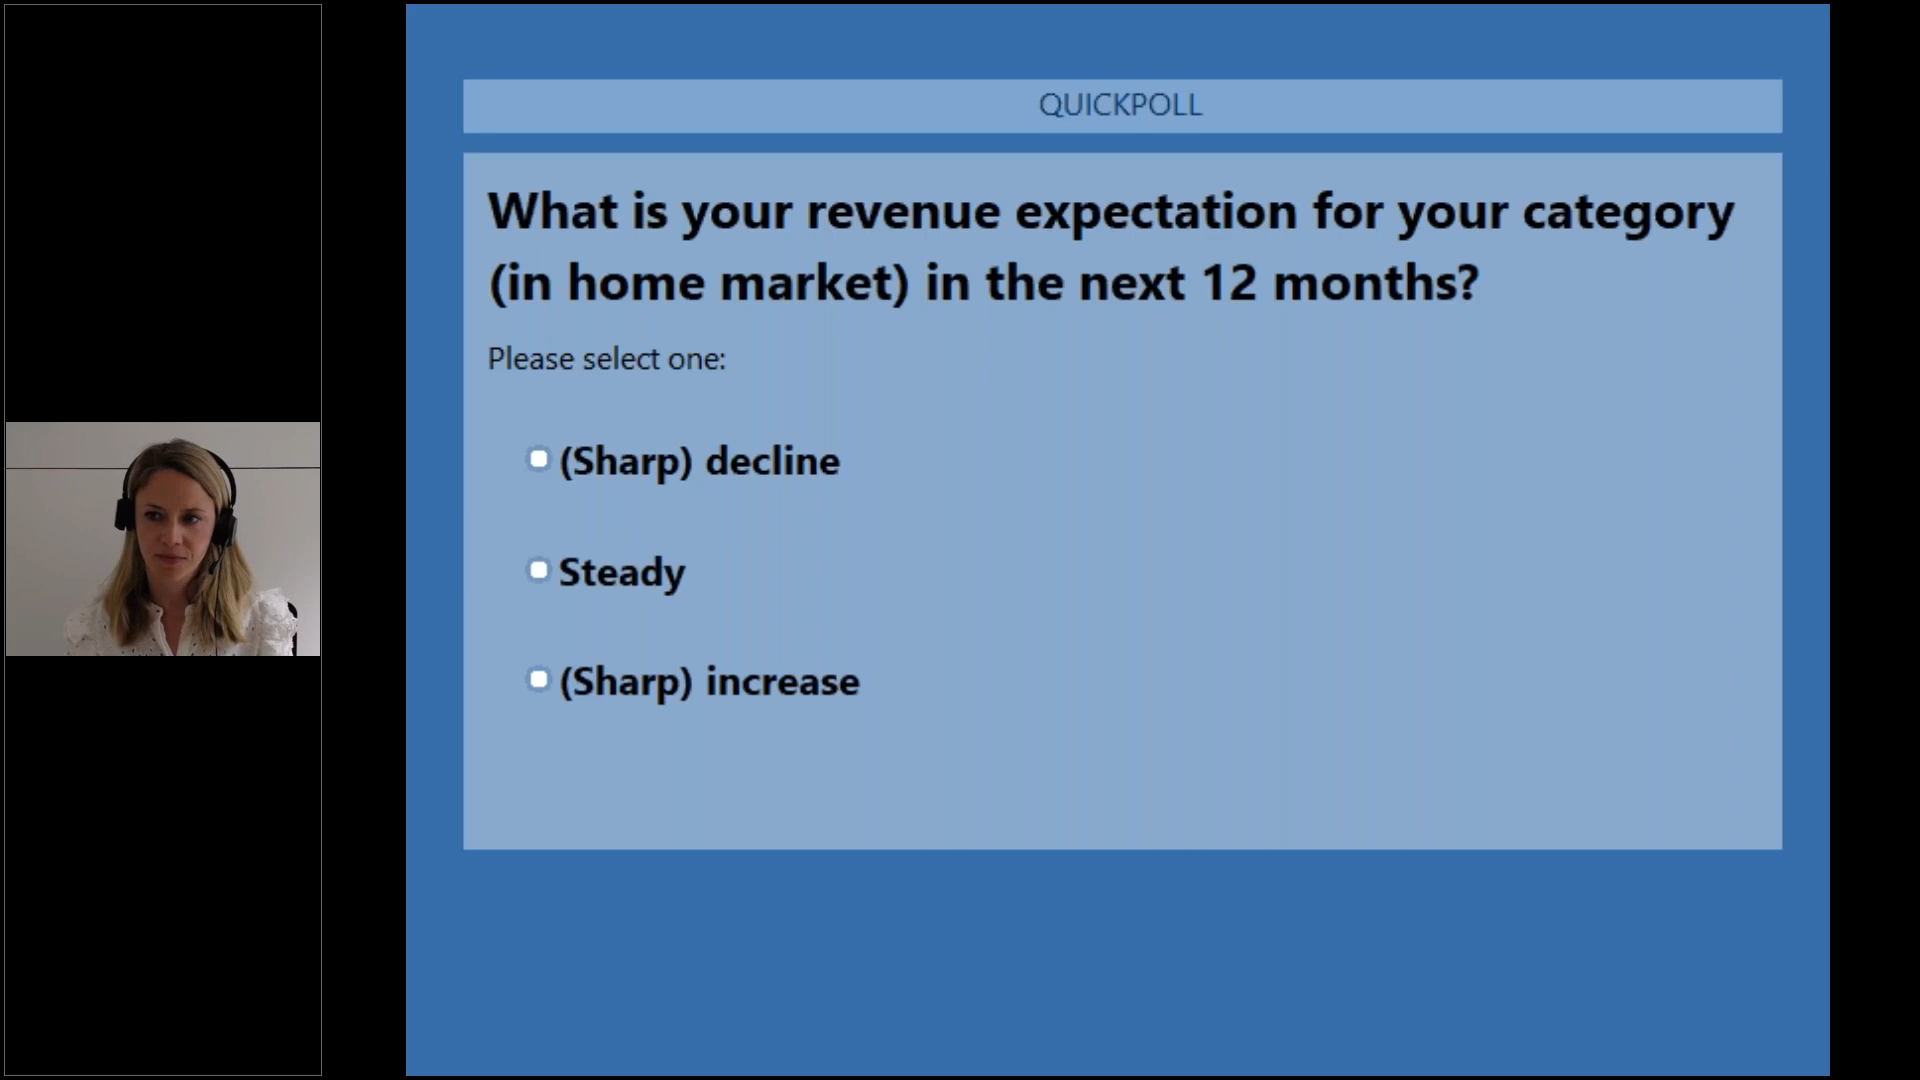 QUICKPOLL
What is your revenue expectation for your category
(in home market) in the next 12 months?
Please select one:
(Sharp) decline
Steady
(Sharp) increase